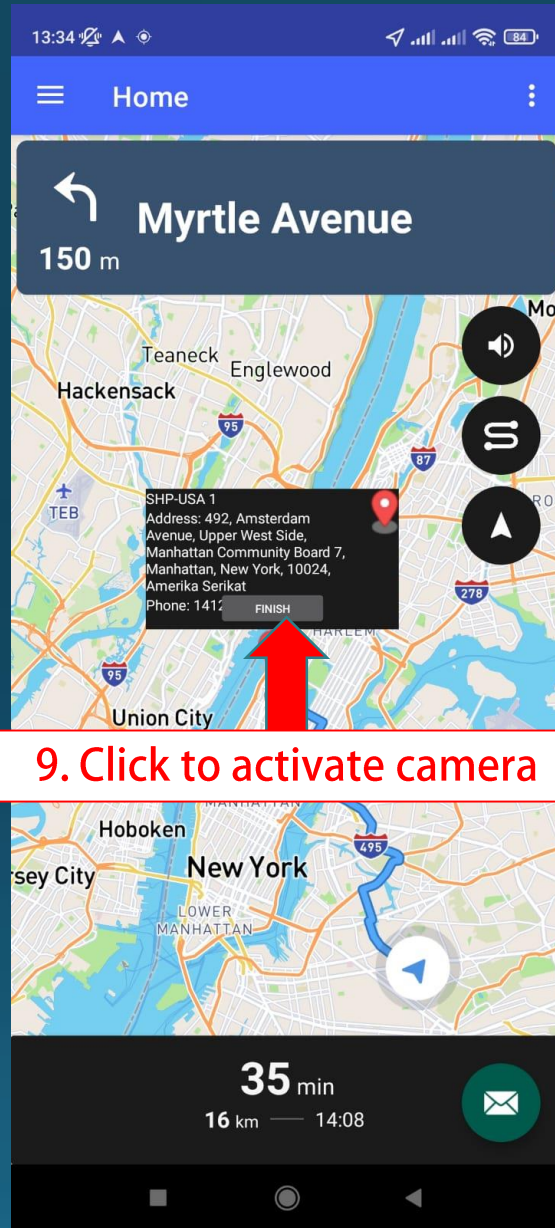 13:34
84
Home
Myrtle Avenue
150 m
Mo
Teaneck
Englewood
Hackensack
95
87
TEB
SHP-USA 1
Address: 492, Amsterdam
Avenue, Upper West Side,
Manhattan Community Board 7,
Manhattan, New York, 10024,
Amerika Serikat
Phone: 1412
FINISH
RO
278
HARLEM
95
Union City
9. Click to activate camera
MANHATTAN
Hoboken
495
sey City
New York
LOWER
MANHATTAN
35 min
16 km — 14:08